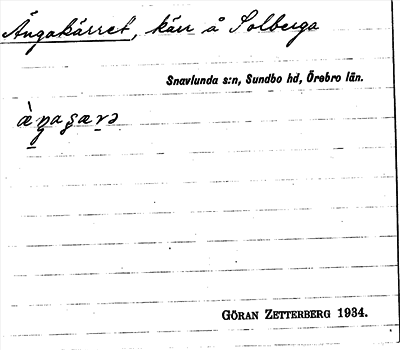 Ängakärret, kärr å Solberga
Snavlunda s:n, Sundbo hd, Örebro län.
GÖRAN ZETTERBERG 1934.